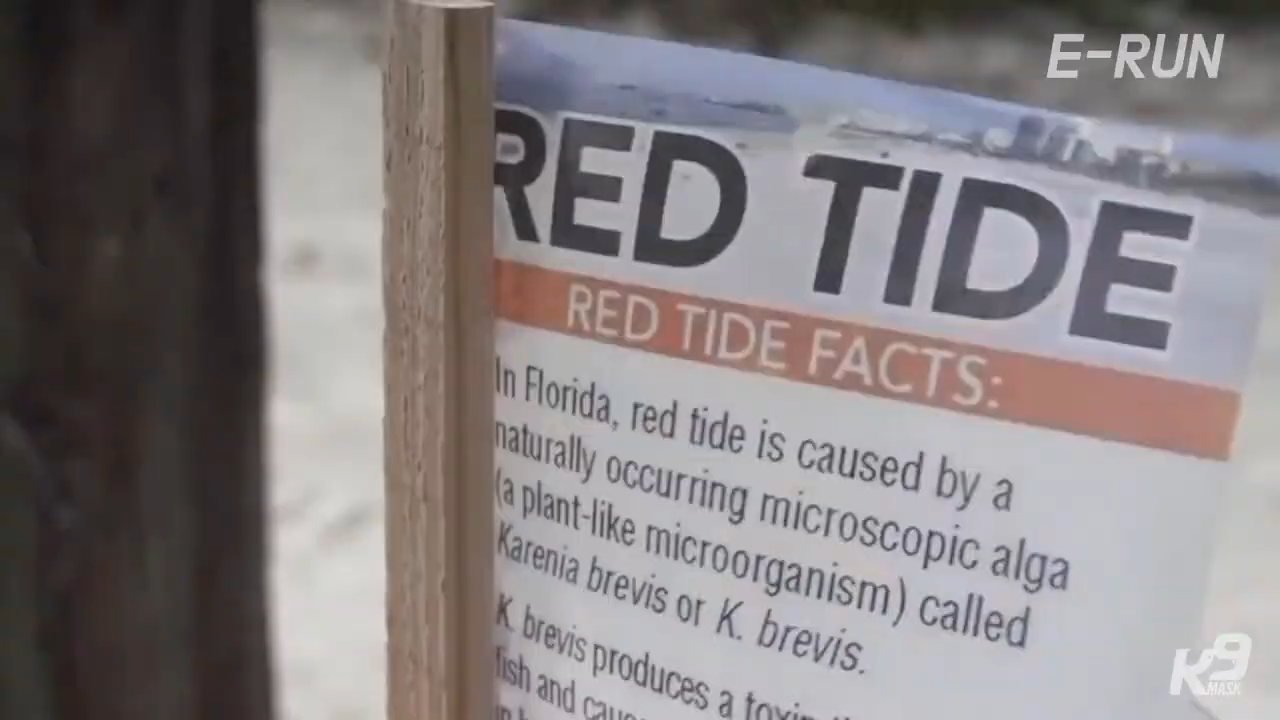 E-RUN
RED TIDE
RED TIDE FACTS:
In Florida, red tide is caused by a
naturally occurring microscopic alga
(a plant-like microorganism) called
Karenia brevis or K. brevis.
K. brevis produces a
fish and
K9
MASK